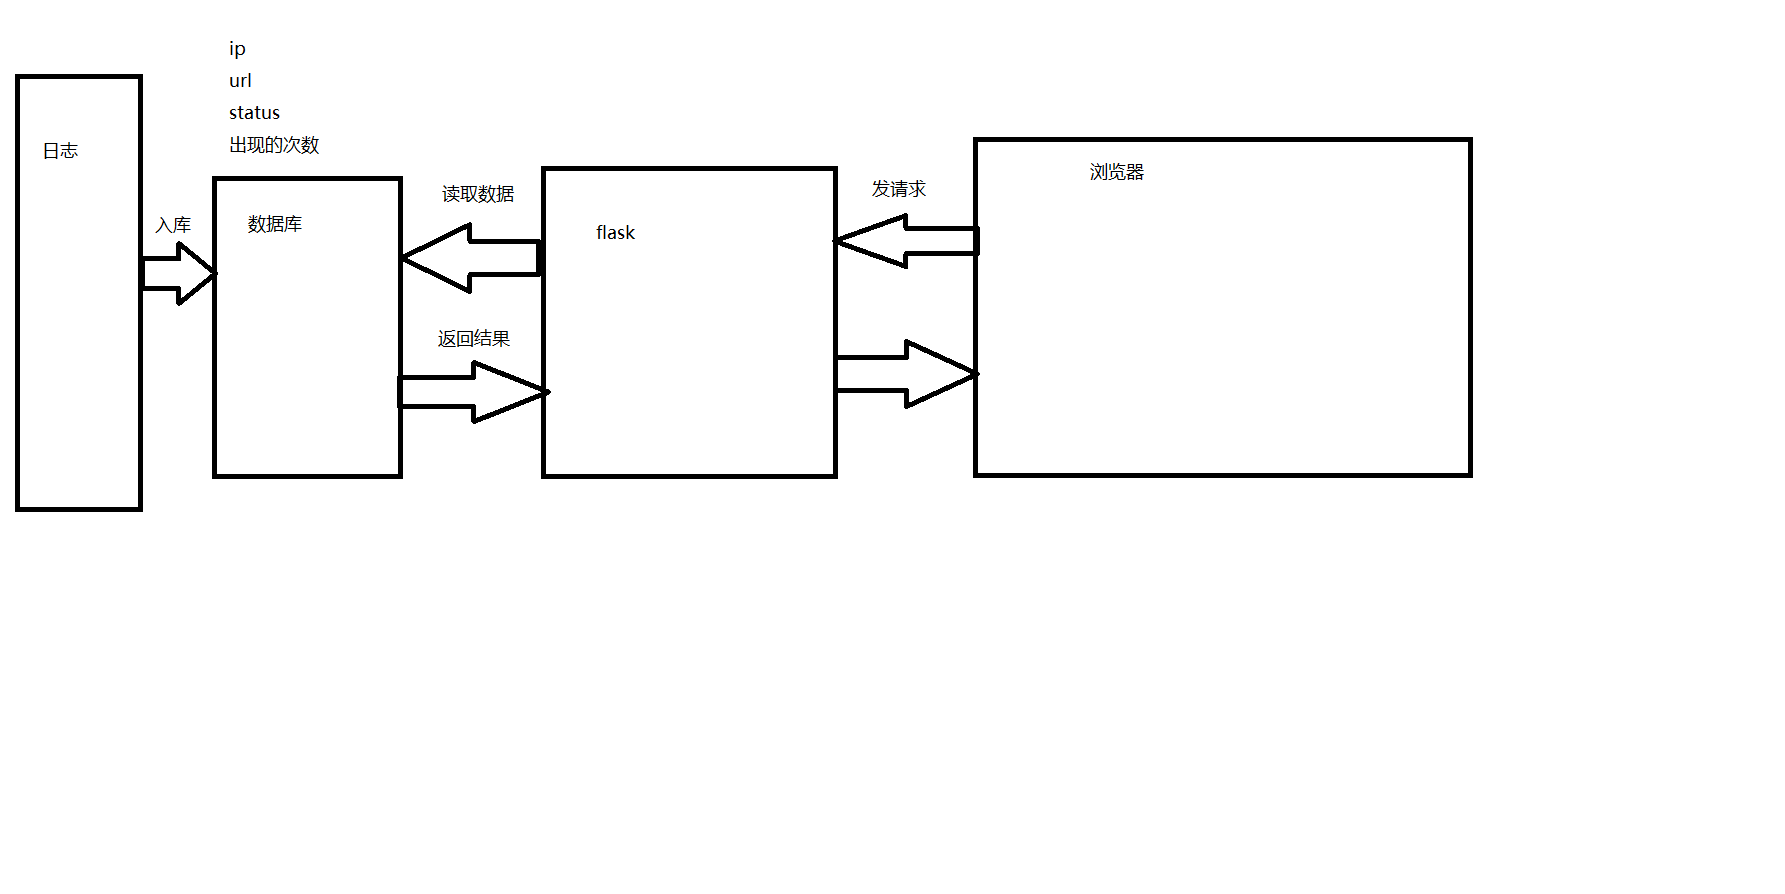 ip
url
status
出现的次数
日志
入库
数据库
读取数据
返回结果
flask
发请求
浏览器